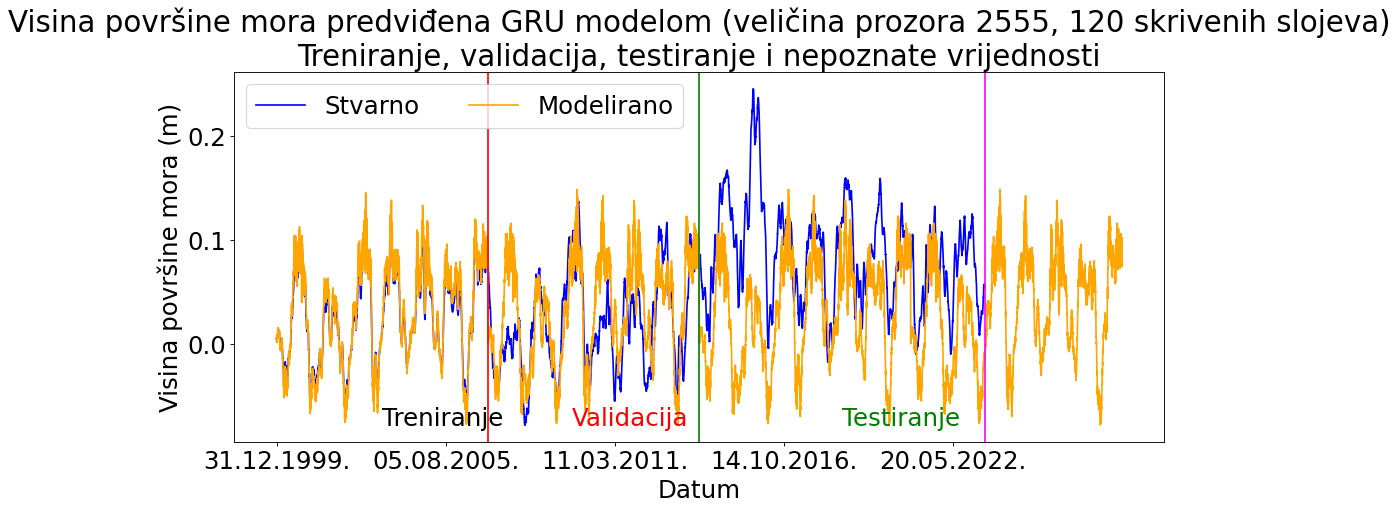 Visina površine mora predviđena GRU modelom (veličina prozora 2555, 120 skrivenih slojeva)
Treniranje, validacija, testiranje i nepoznate vrijednosti
Stvarno
Modelirano
Visina površine mora (m)
0.2
0.1
0.0
Treniranje
Validacija
Testiranje
31.12.1999.
05.08.2005.
11.03.2011.
14.10.2016.
20.05.2022.
Datum